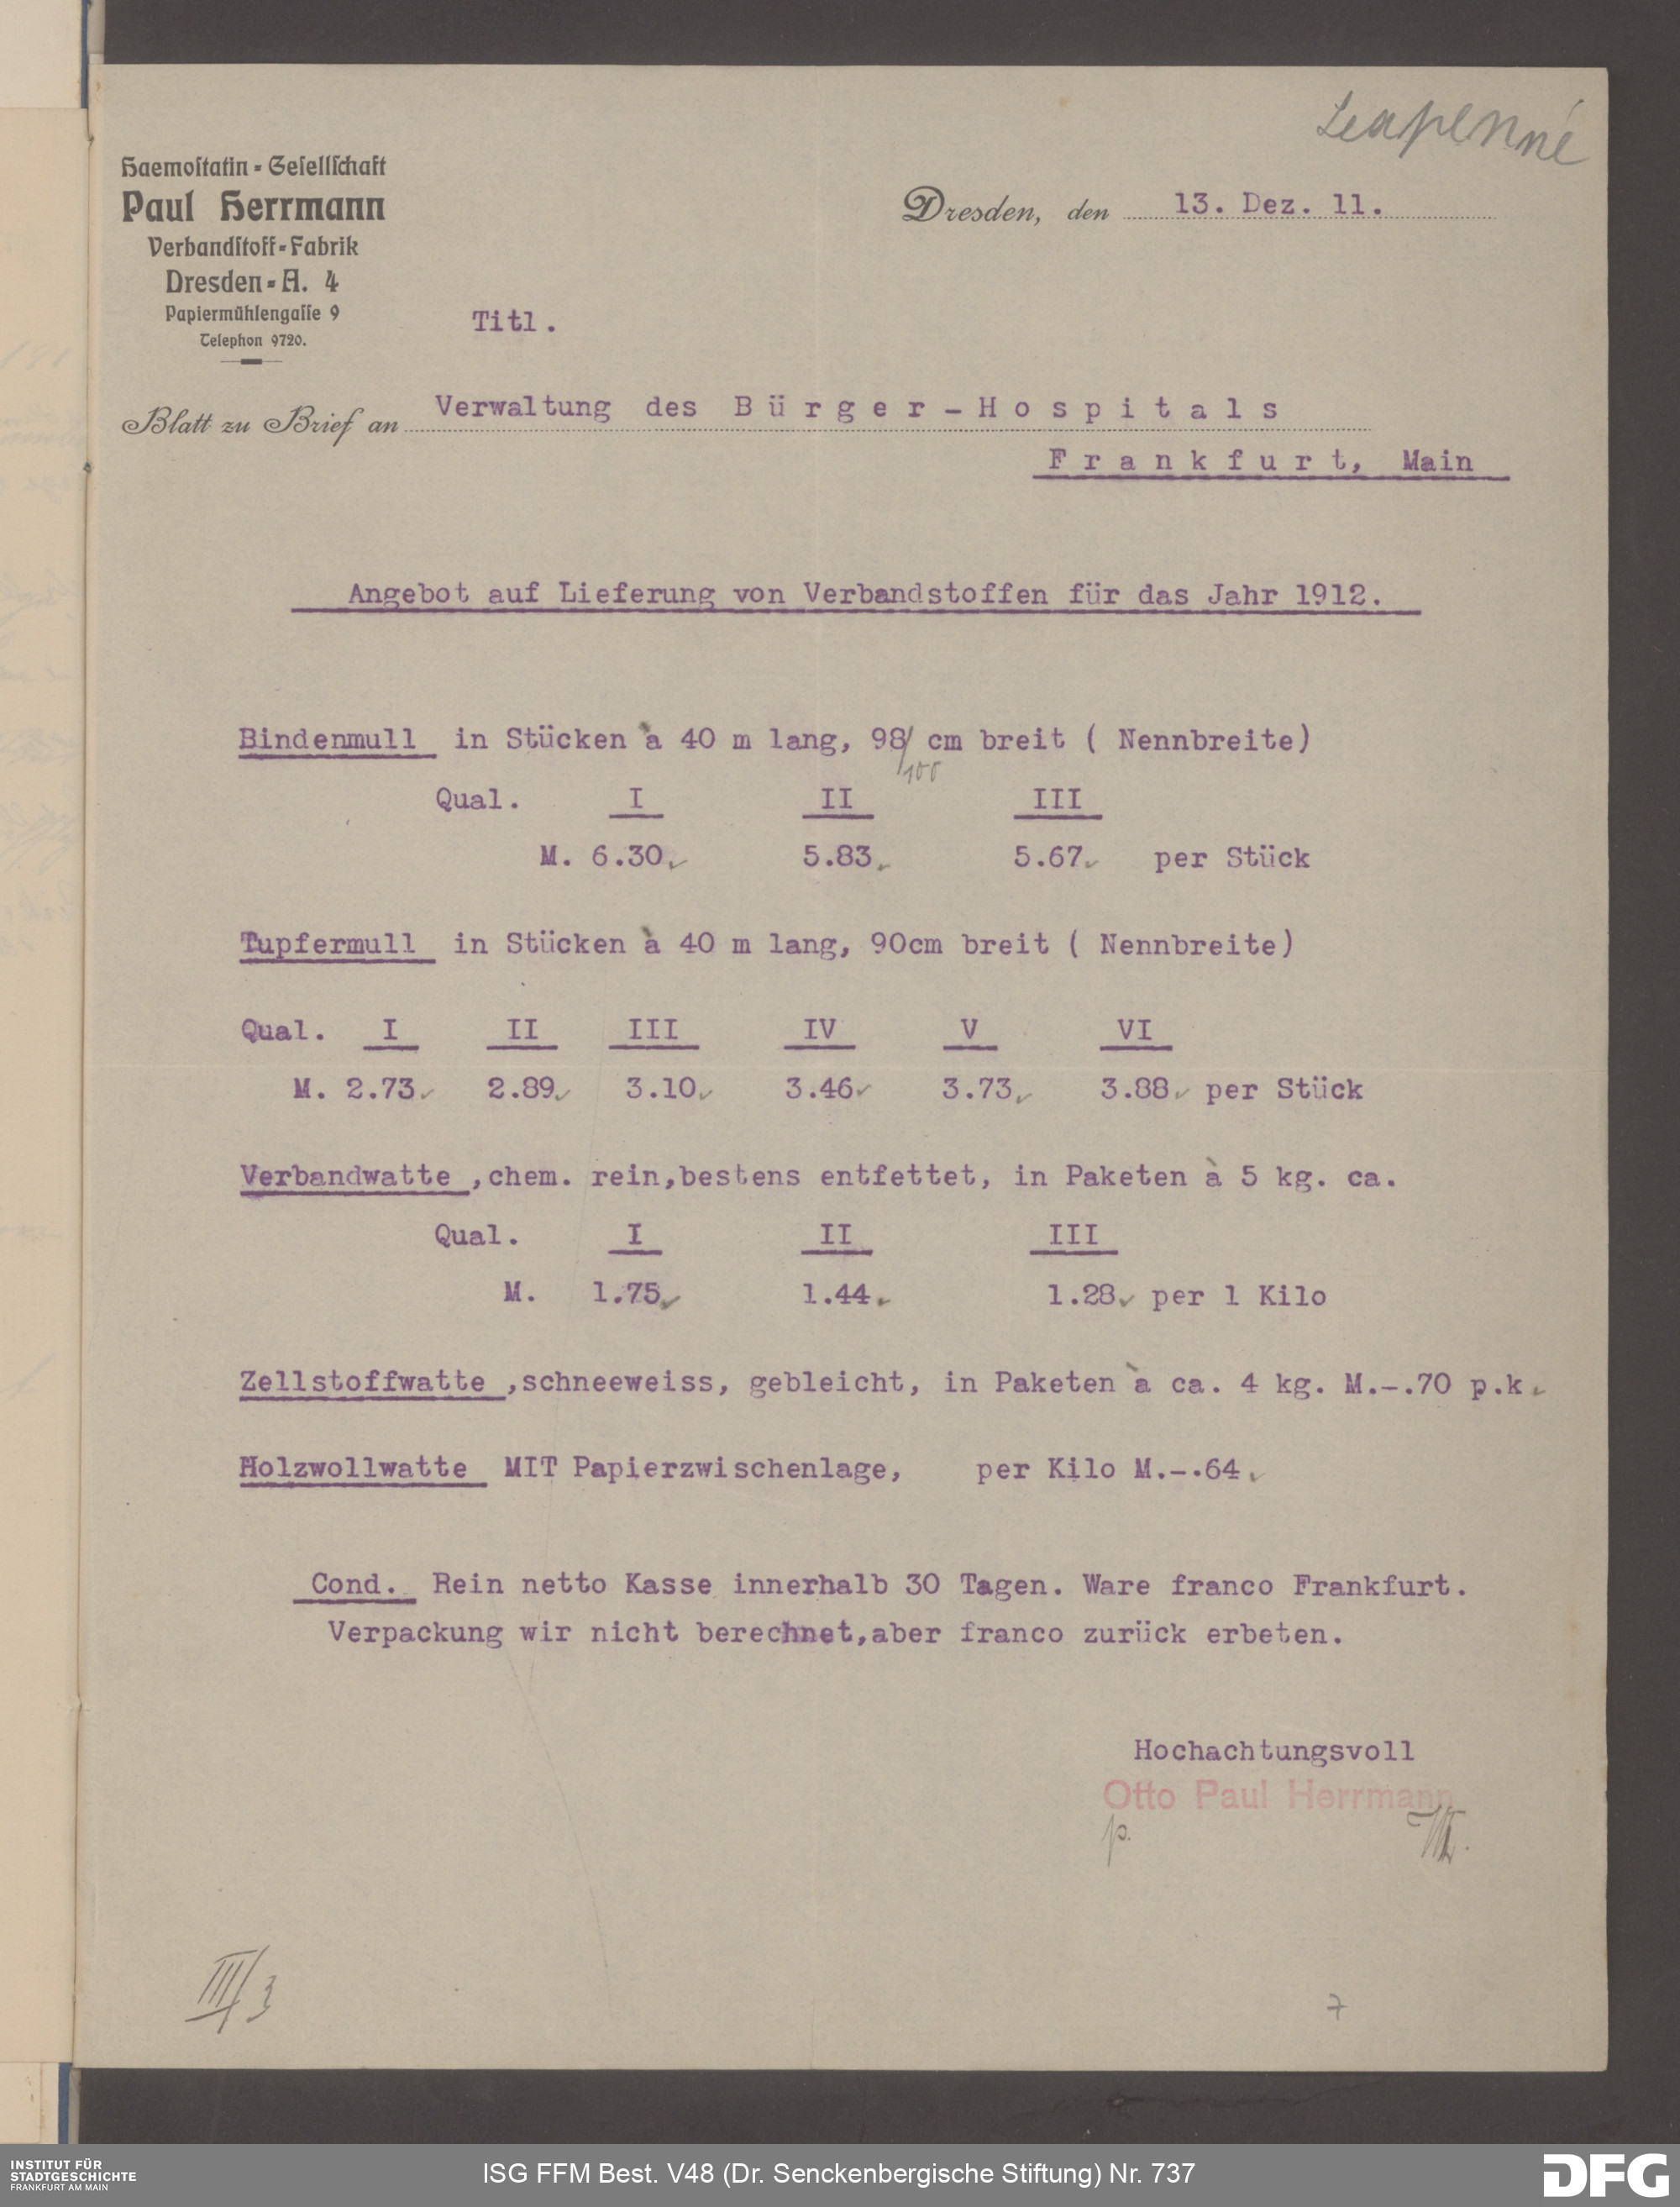 Haemostatin-Gesellschaft
Paul Herrmann
Verbandstoff-Fabrik
Dresden-A. 4
Papiermühlengasse 9
Telephon 9720.
Dresden, den 13. Dez. 11.
Titl.
Blatt zu Brief an Verwaltung des Bürger-Hospitals
Frankfurt, Main
Angebot auf Lieferung von Verbandstoffen für das Jahr 1912.
Bindenmull in Stücken à 40 m lang, 98/ cm breit ( Nennbreite)
100
Qual. I II III
M. 6.30 5.83 5.67 per Stück
Tupfermull in Stücken à 40 m lang, 90cm breit ( Nennbreite)
Qual. I II III IV V VI
M. 2.73 2.89 3.10 3.46 3.73 3.88 per Stück
Verbandwatte ,chem. rein,bestens entfettet, in Paketen à 5 kg. ca.
Qual. I II III
M. 1.75 1.44 1.28 per 1 Kilo
Zellstoffwatte ,schneeweiss, gebleicht, in Paketen à ca. 4 kg. M.-.70 p.k
Holzwollwatte MIT Papierzwischenlage, per Kilo M.-.64
Cond. Rein netto Kasse innerhalb 30 Tagen. Ware franco Frankfurt.
Verpackung wir nicht berechnet,aber franco zurück erbeten.
Hochachtungsvoll
Otto Paul Herrmann
p.
III/3
7
INSTITUT FÜR
STADTGESCHICHTE
FRANKFURT AM MAIN
ISG FFM Best. V48 (Dr. Senckenbergische Stiftung) Nr. 737
DFG